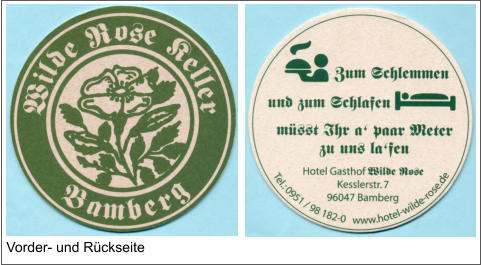 Wilde Rose Keller
Bamberg
Zum Schlemmen
und zum Schlafen
müsst Ihr a' paar Meter
zu uns la'fen
Hotel Gasthof Wilde Rose
Kesslerstr. 7
96047 Bamberg
Tel.: 0951 / 98 182-0 www.hotel-wilde-rose.de
Vorder- und Rückseite